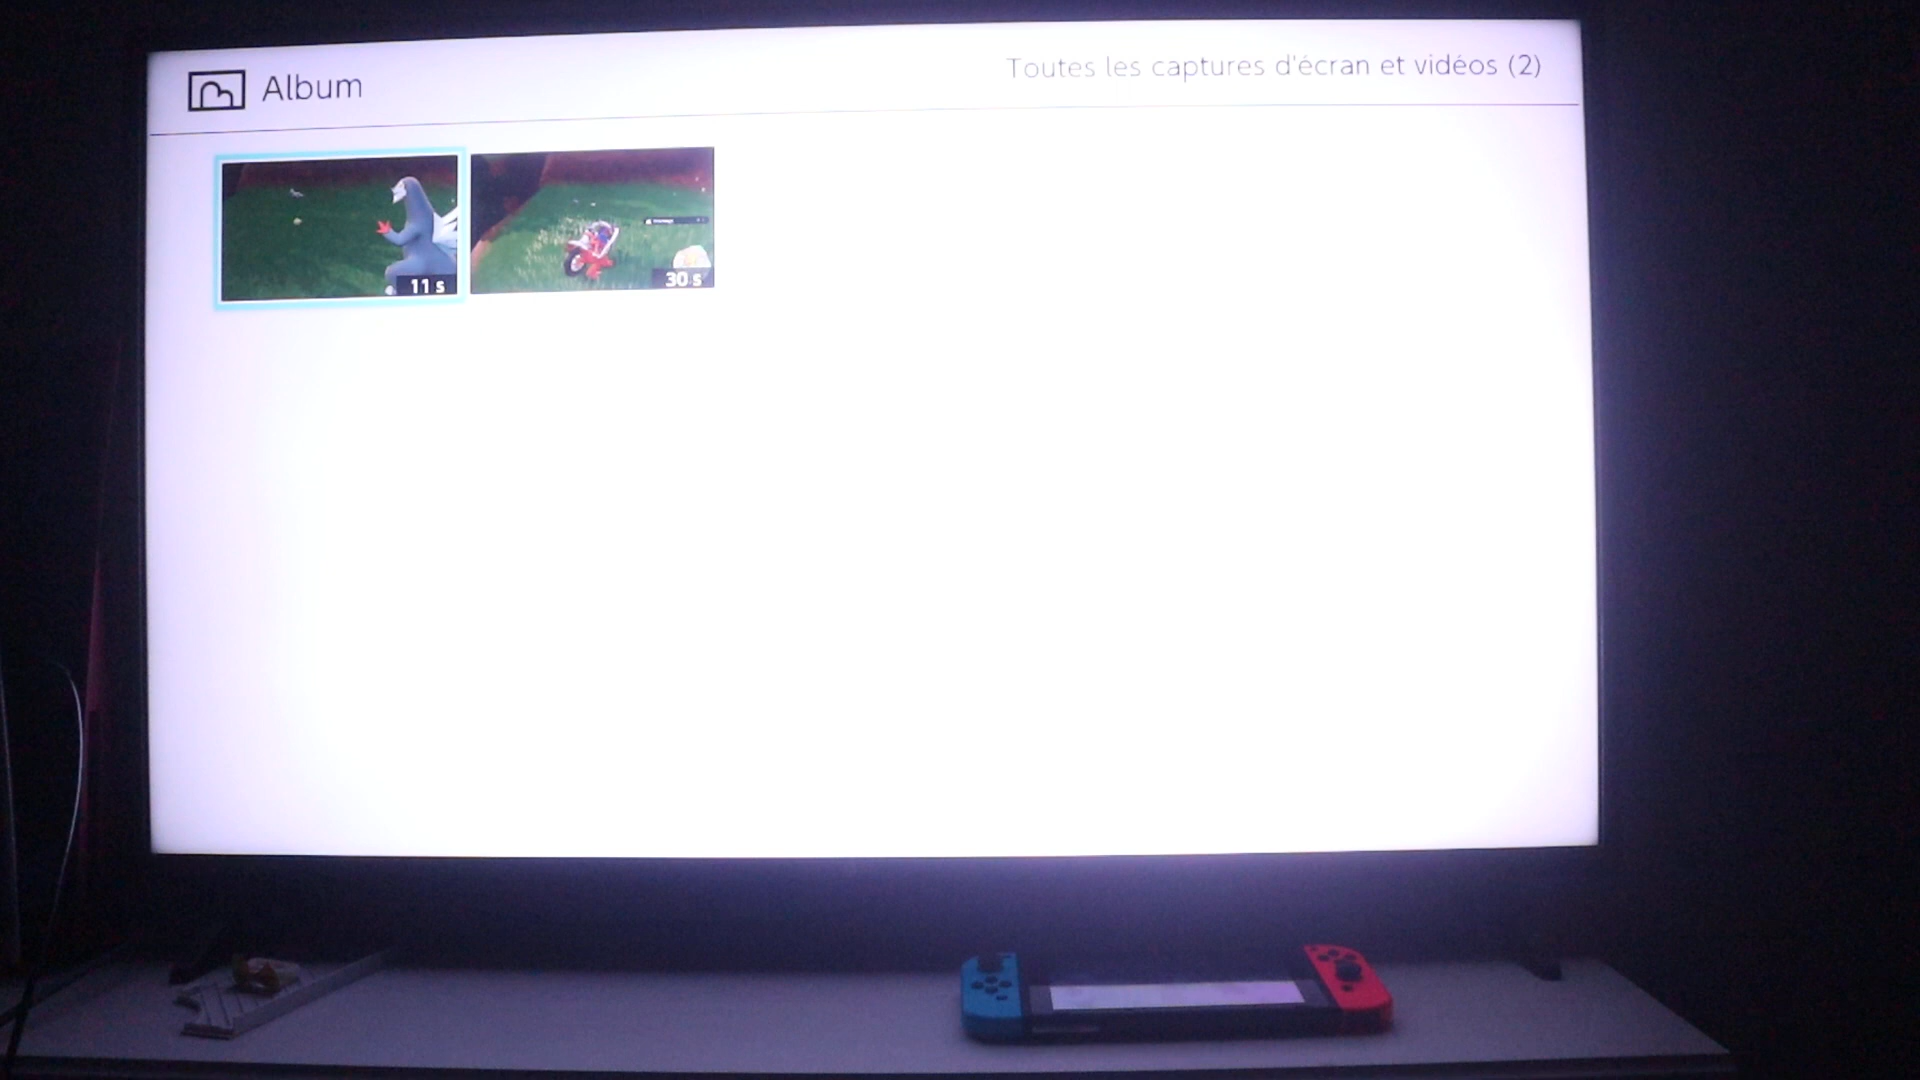 Album
Toutes les captures d'écran et vidéos (2)
11 s
30 s